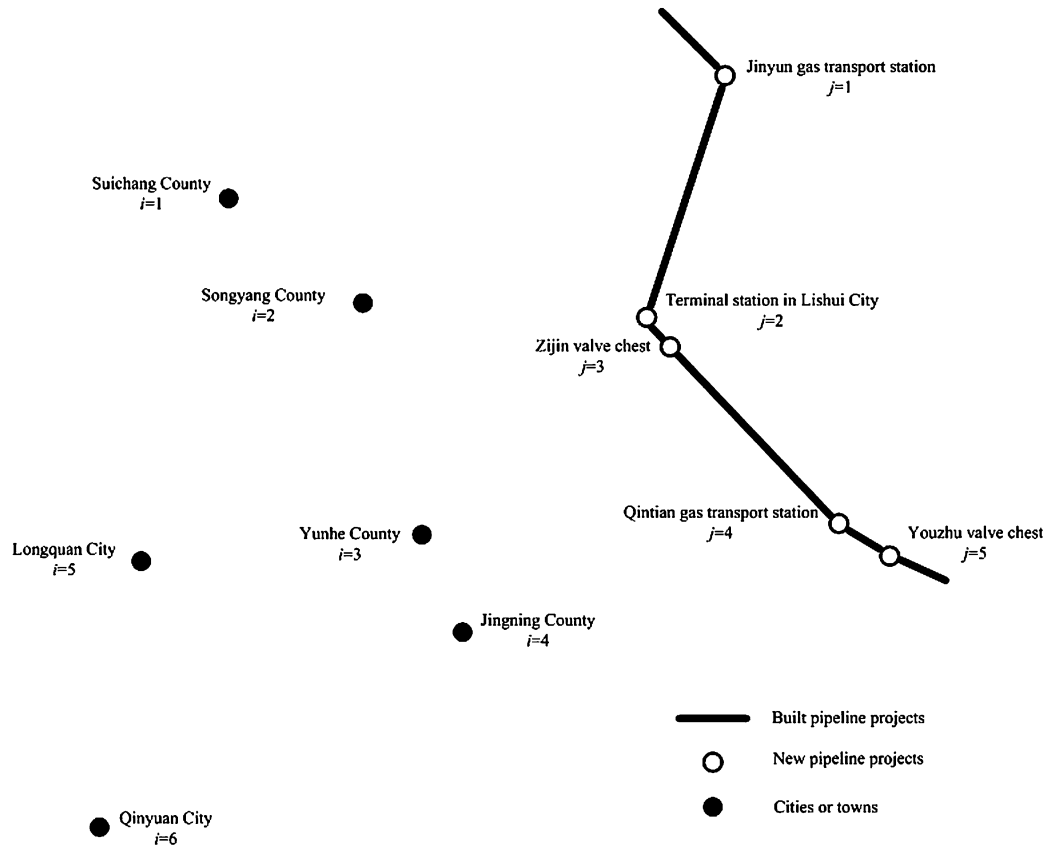 Jinyun gas transport station
j=1
Suichang County
i=1
Songyang County
i=2
Terminal station in Lishui City
j=2
Zijin valve chest
j=3
Qintian gas transport station
j=4
Youzhu valve chest
j=5
Yunhe County
i=3
Longquan City
i=5
Jingning County
i=4
Built pipeline projects
New pipeline projects
Cities or towns
Qinyuan City
i=6